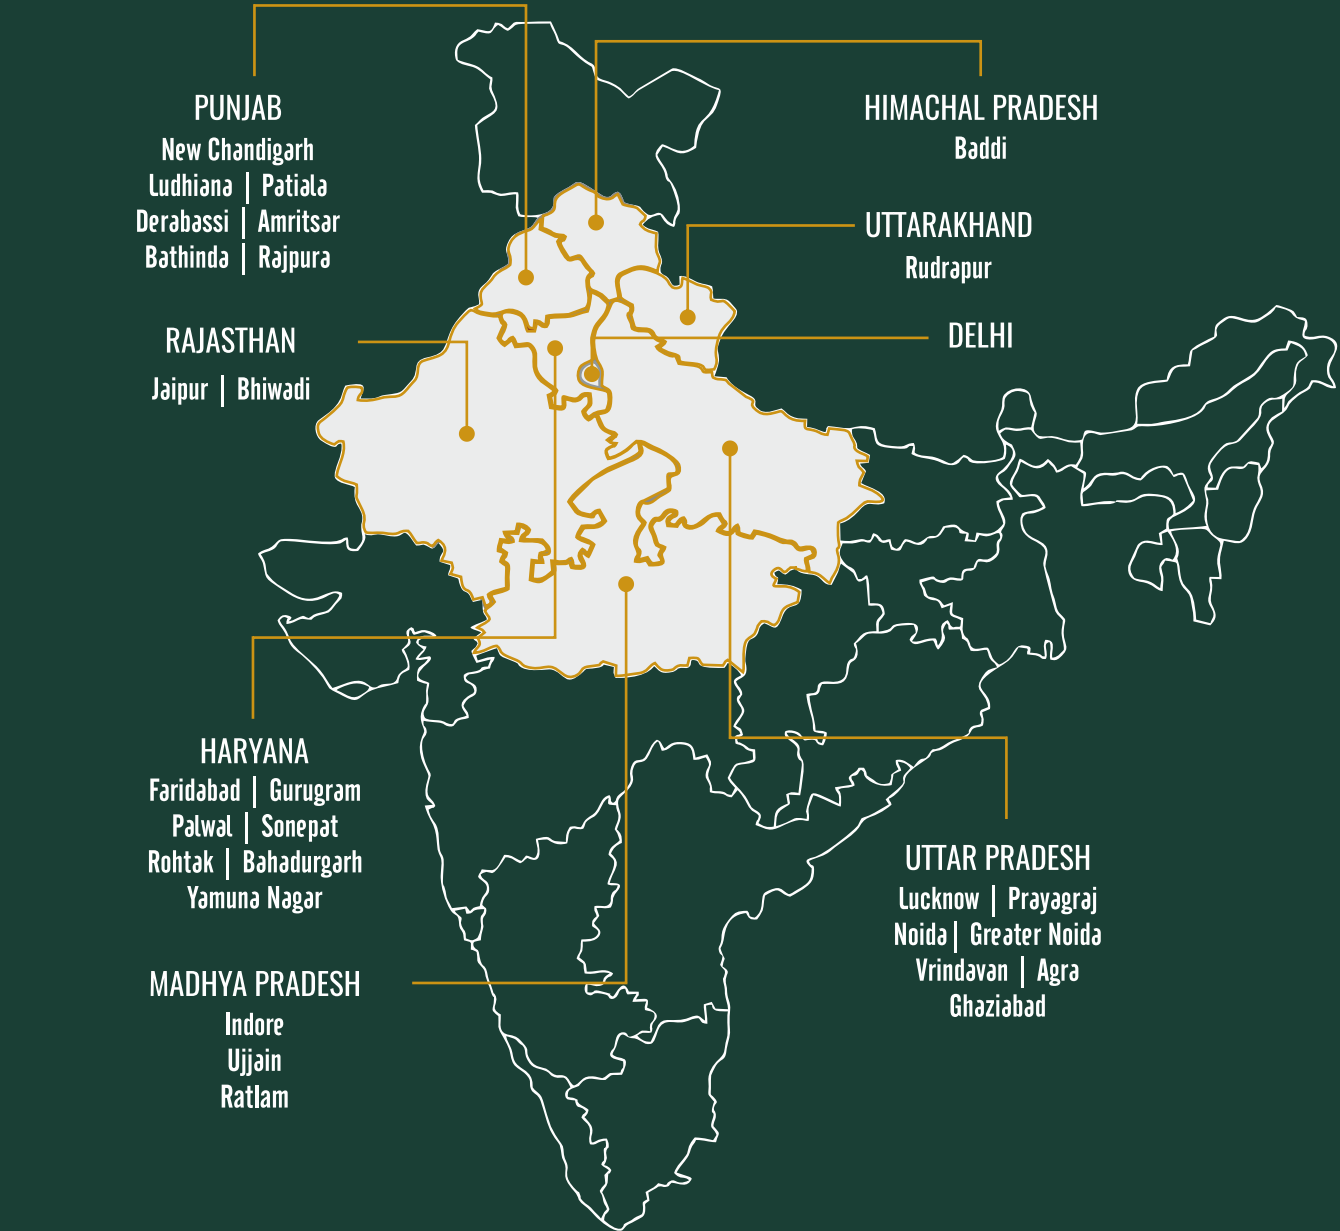 PUNJAB
New Chandigarh
Ludhiana | Patiala
Derabassi | Amritsar
Bathinda | Rajpura
HIMACHAL PRADESH
Baddi
UTTARAKHAND
Rudrapur
RAJASTHAN
Jaipur | Bhiwadi
DELHI
HARYANA
Faridabad | Gurugram
Palwal | Sonepat
Rohtak | Bahadurgarh
Yamuna Nagar
UTTAR PRADESH
Lucknow | Prayagraj
Noida | Greater Noida
Vrindavan | Agra
Ghaziabad
MADHYA PRADESH
Indore
Ujjain
Ratlam